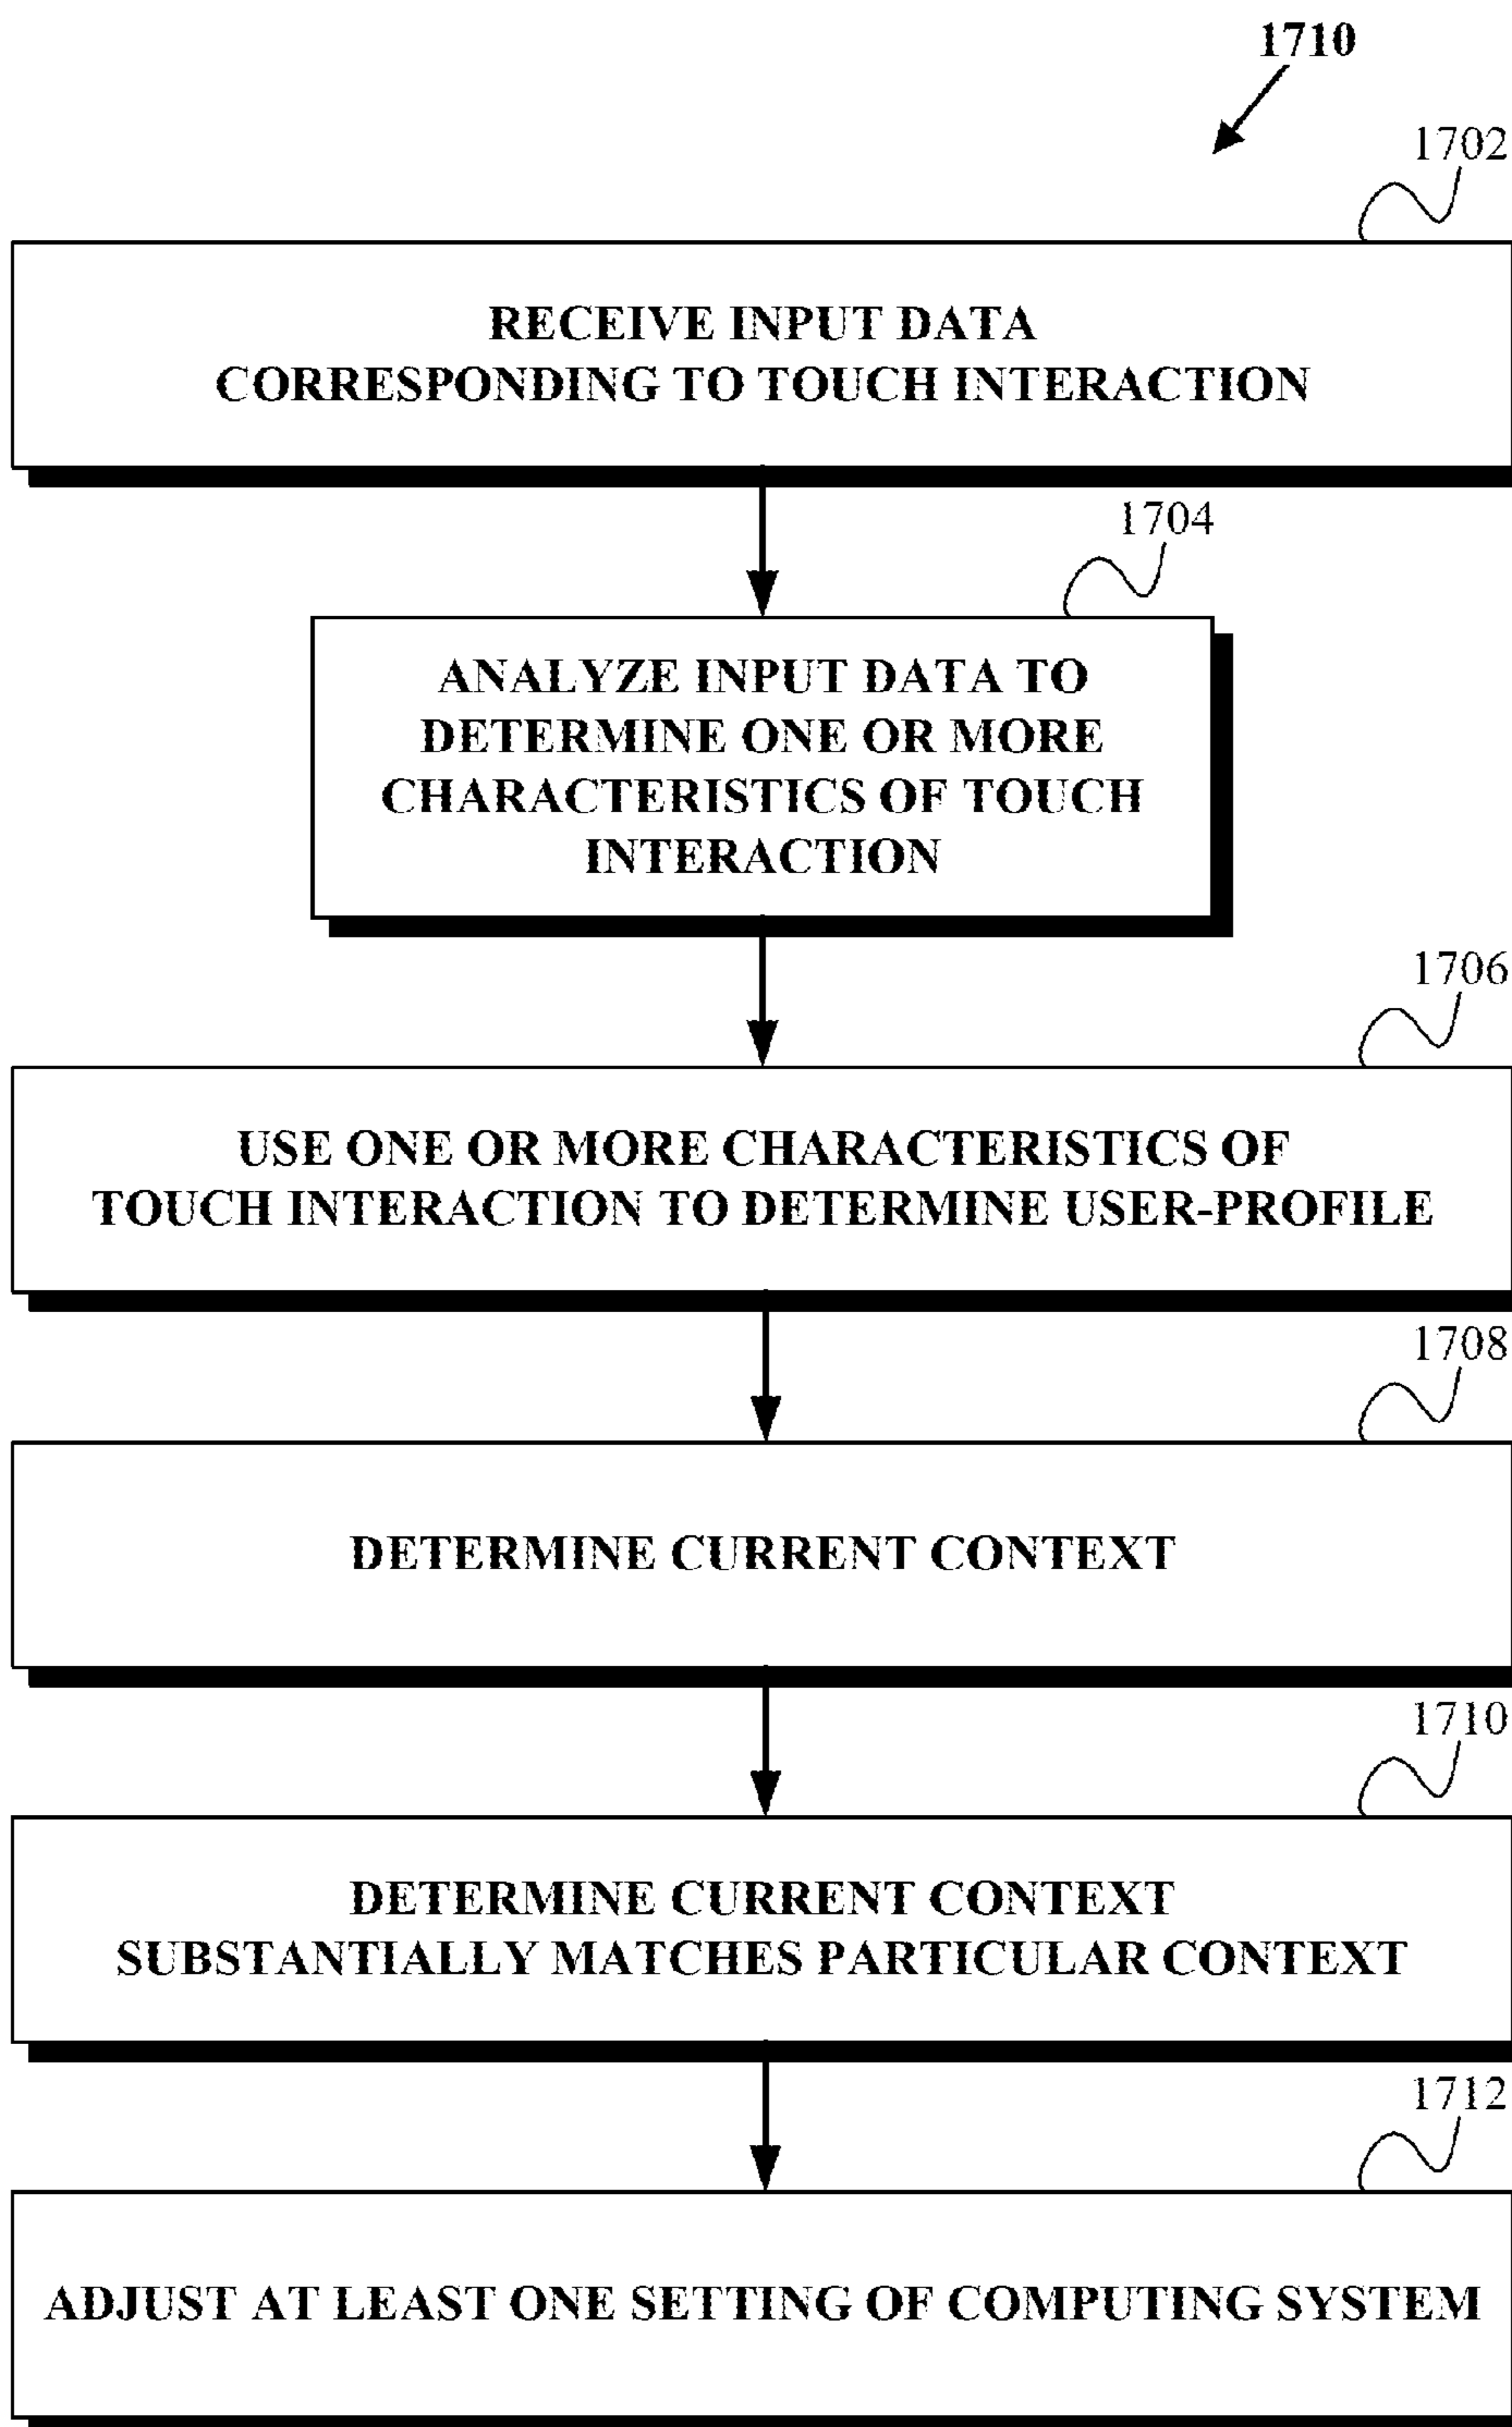 1710
1702
RECEIVE INPUT DATA
CORRESPONDING TO TOUCH INTERACTION
1704
ANALYZE INPUT DATA TO
DETERMINE ONE OR MORE
CHARACTERISTICS OF TOUCH
INTERACTION
1706
USE ONE OR MORE CHARACTERISTICS OF
TOUCH INTERACTION TO DETERMINE USER-PROFILE
1708
DETERMINE CURRENT CONTEXT
1710
DETERMINE CURRENT CONTEXT
SUBSTANTIALLY MATCHES PARTICULAR CONTEXT
1712
ADJUST AT LEAST ONE SETTING OF COMPUTING SYSTEM